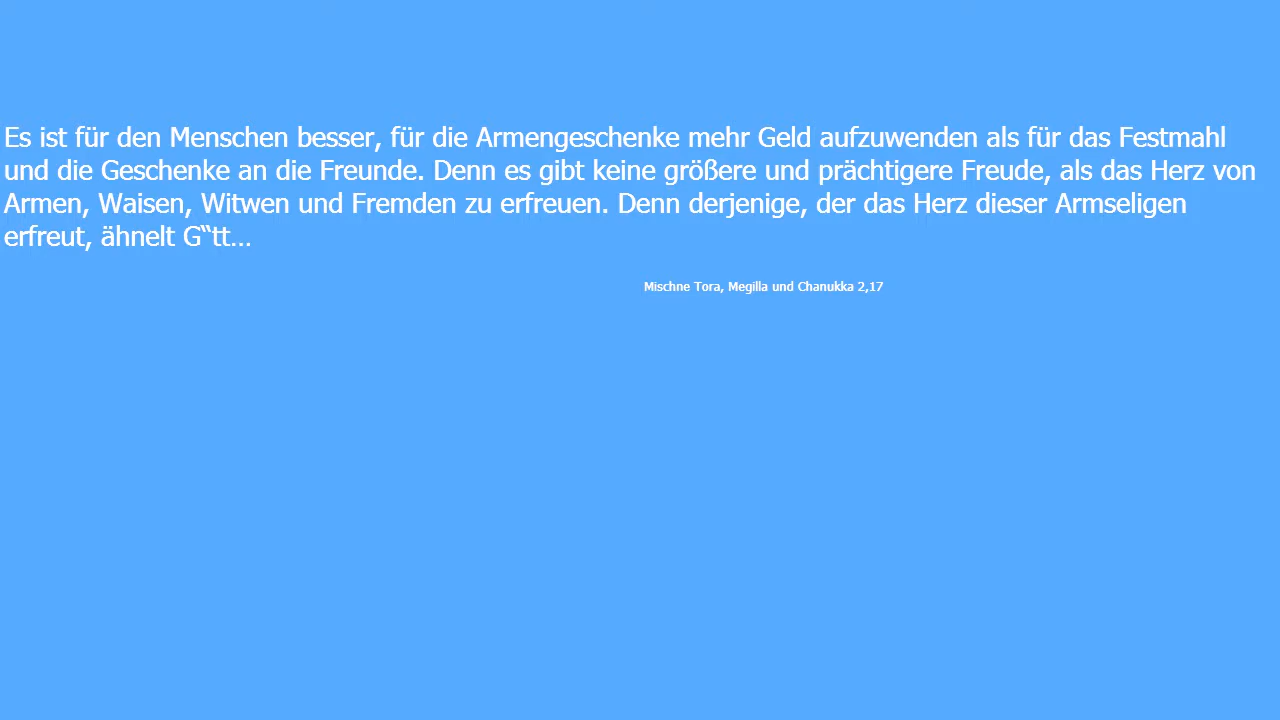 Es ist für den Menschen besser, für die Armengeschenke mehr Geld aufzuwenden als für das Festmahl
und die Geschenke an die Freunde. Denn es gibt keine größere und prächtigere Freude, als das Herz von
Armen, Waisen, Witwen und Fremden zu erfreuen. Denn derjenige, der das Herz dieser Armseligen
erfreut, ähnelt G“tt...
Mischne Tora, Megilla und Chanukka 2,17